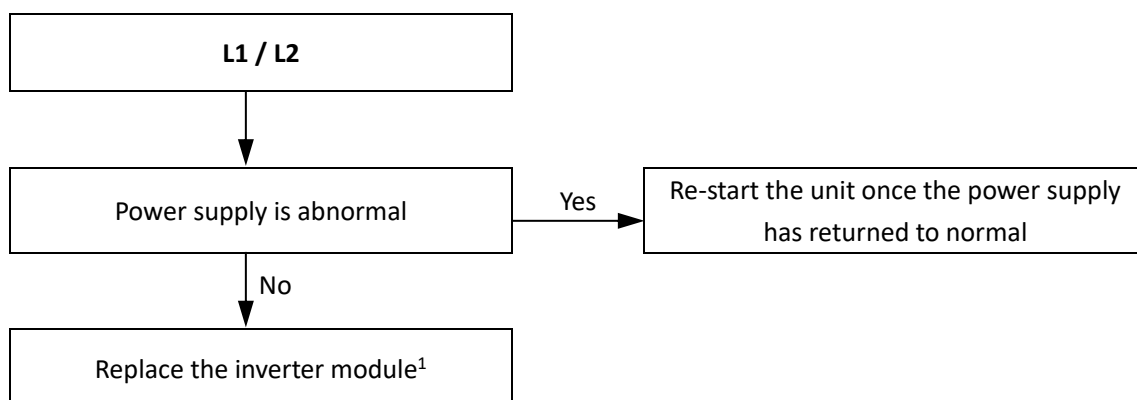 L1 / L2
Power supply is abnormal
Yes
Re-start the unit once the power supply
has returned to normal
No
Replace the inverter module¹